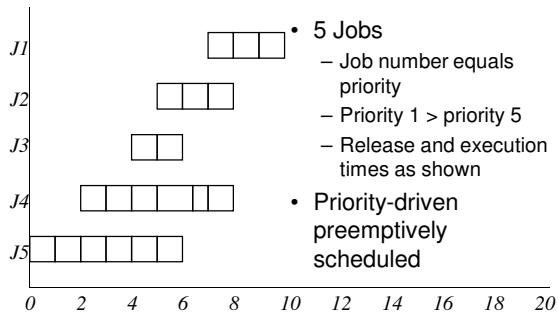 J1
J2
J3
J4
J5
0 2 4 6 8 10 12 14 16 18 20
• 5 Jobs
– Job number equals
priority
– Priority 1 > priority 5
– Release and execution
times as shown
• Priority-driven
preemptively
scheduled